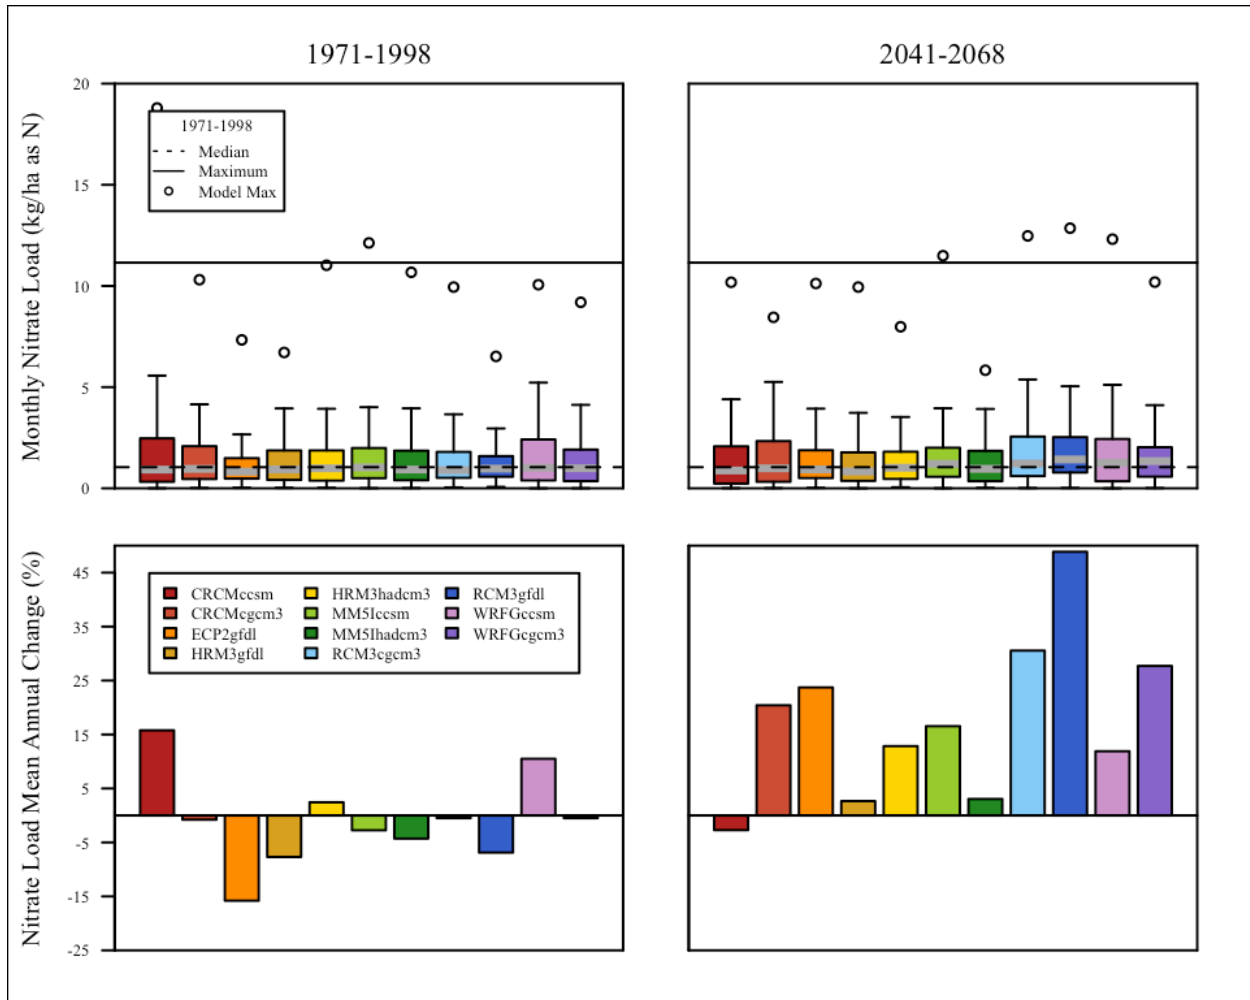 1971-1998
2041-2068
Monthly Nitrate Load (kg/ha as N)
20
15
10
5
0
1971-1998
Median
Maximum
Model Max
Nitrate Load Mean Annual Change (%)
45
35
25
15
5
-5
-15
-25
CRCMccsm
CRCMcgcm3
ECP2gfdl
HRM3gfdl
HRM3hadcm3
MM5Iccsm
MM5Ihadcm3
RCM3cgcm3
RCM3gfdl
WRFGccsm
WRFGcgcm3